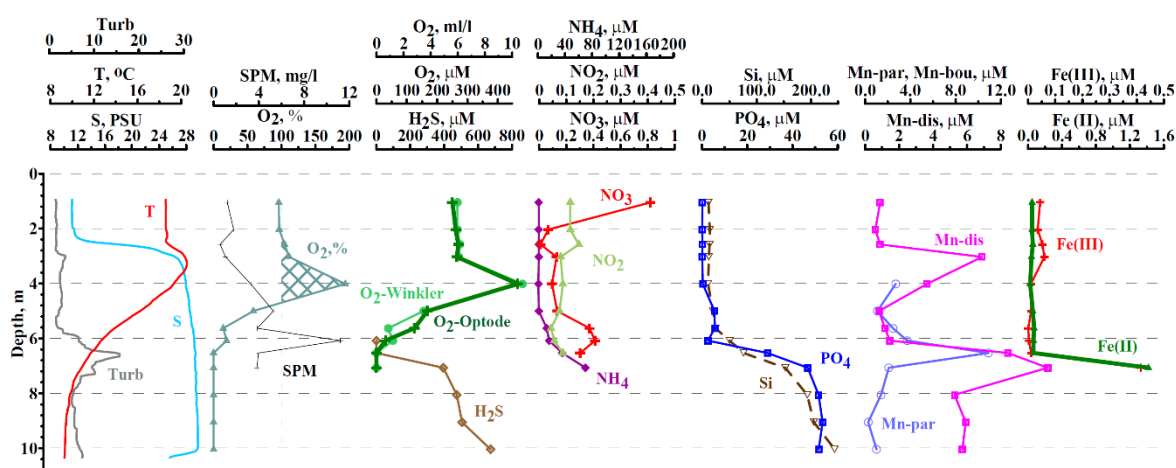 Turb
0 10 30
T, ºC
8 12 16 20
S, PSU
8 12 16 20 24 28
SPM, mg/l
0 4 8 12
O2, %
0 50 100 150 200
O2, ml/l
0 2 4 6 8 10
O2, µM
0 100 200 400
H2S, µM
0 200 400 600 800
NH4, µM
0 40 80 120 160 200
NO2, µM
0.0 0.1 0.2 0.3 0.4 0.5
NO3, µM
0 0.2 0.4 0.6 0.8 1
Si, µM
0.0 100.0 200.0
PO4, µM
0 20 40 60
Mn-par, Mn-bou, µM
0.0 10.0
Mn-dis, µM
0 2 4 6 8 10
Fe(III), µM
0.0 0.1 0.2 0.3 0.4 0.5
Fe (II), µM
0.0 0.4 0.8 1.2 1.6
Depth, m
0
2
4
6
8
10
T
S
Turb
O2,%
SPM
O2-Winkler
O2-Optode
H2S
NO3
NO2
NH4
PO4
Si
Mn-dis
Mn-par
Fe(III)
Fe(II)